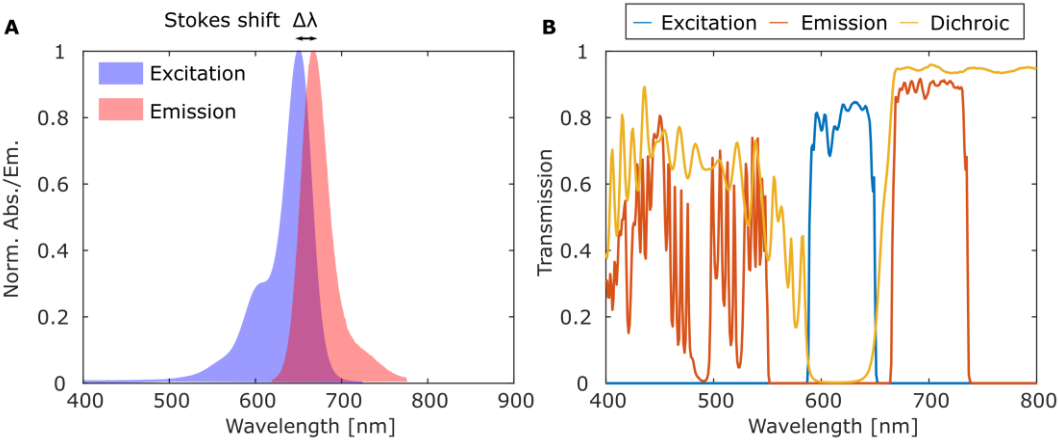 Stokes shift Δλ
A
1
0.8
0.6
0.4
0.2
0
Norm. Abs./Em.
Excitation
Emission
400 500 600 700 800 900
Wavelength [nm]
B
Excitation Emission Dichroic
1
0.8
0.6
0.4
0.2
0
Transmission
400 500 600 700 800
Wavelength [nm]